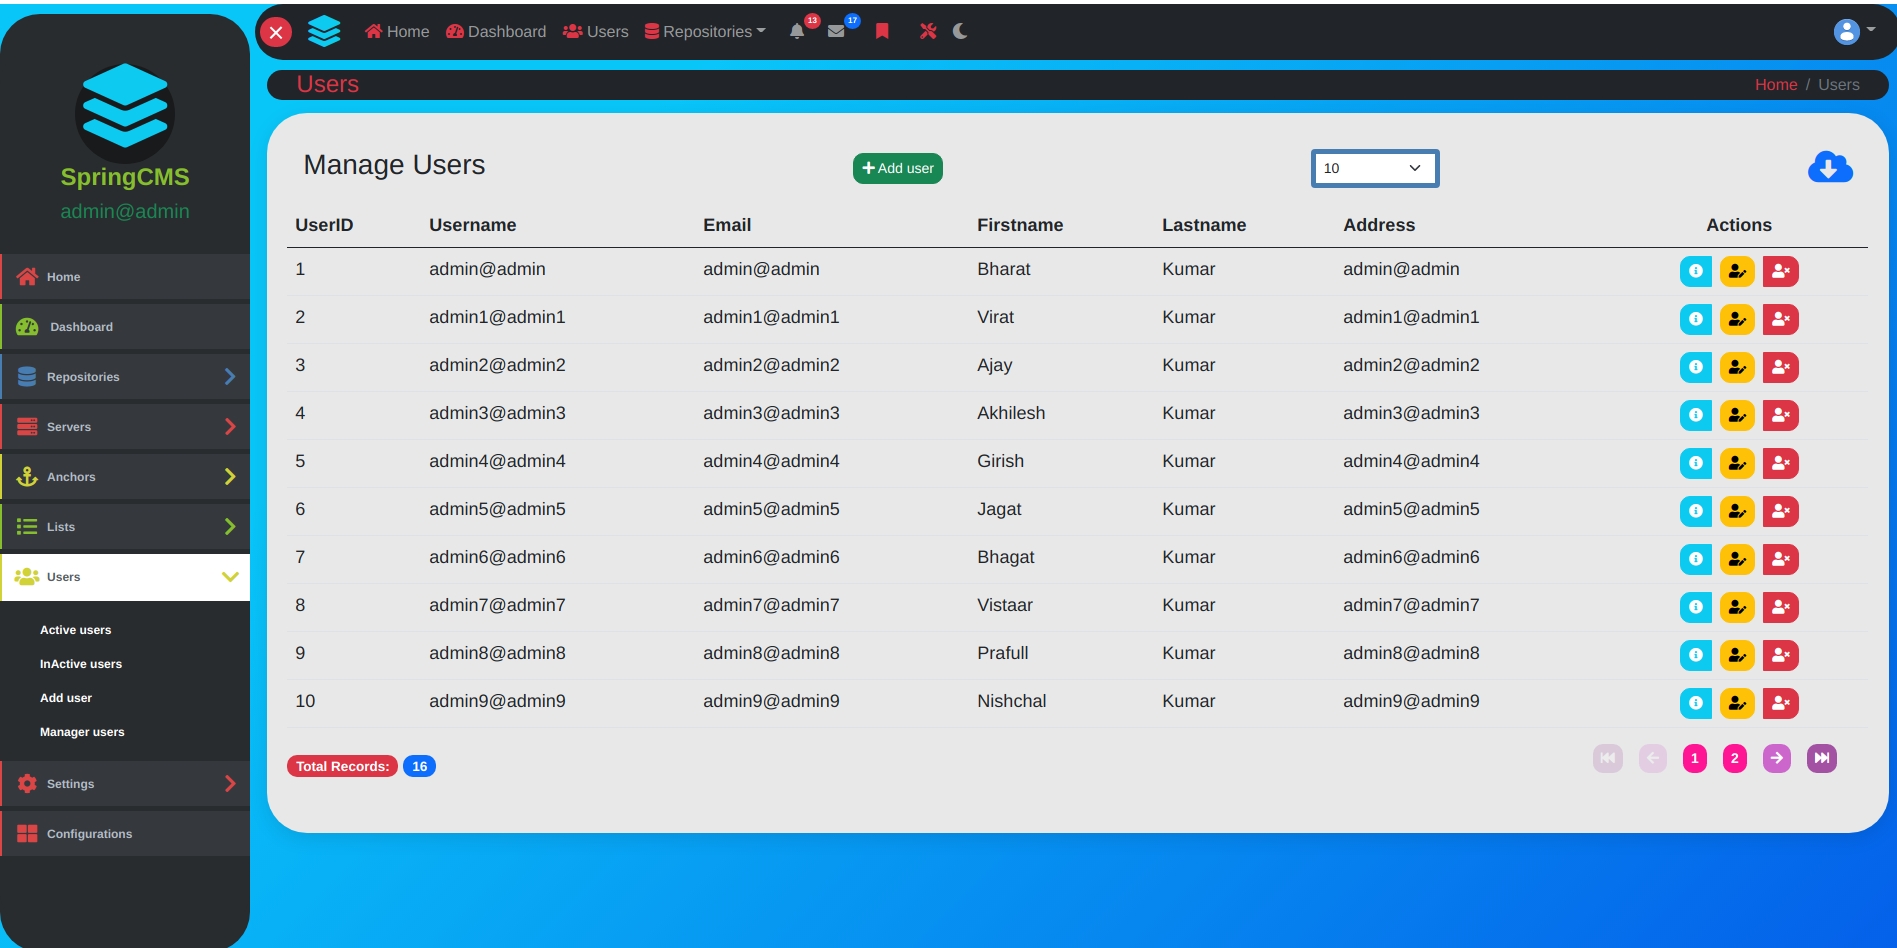 Home Dashboard Users Repositories 13 17
SpringCMS
admin@admin
Home
Dashboard
Repositories
Servers
Anchors
Lists
Users
Active users
InActive users
Add user
Manager users
Settings
Configurations
Users
Home / Users
Manage Users
Add user
10
UserID Username Email Firstname Lastname Address Actions
1 admin@admin admin@admin Bharat Kumar admin@admin
2 admin1@admin1 admin1@admin1 Virat Kumar admin1@admin1
3 admin2@admin2 admin2@admin2 Ajay Kumar admin2@admin2
4 admin3@admin3 admin3@admin3 Akhilesh Kumar admin3@admin3
5 admin4@admin4 admin4@admin4 Girish Kumar admin4@admin4
6 admin5@admin5 admin5@admin5 Jagat Kumar admin5@admin5
7 admin6@admin6 admin6@admin6 Bhagat Kumar admin6@admin6
8 admin7@admin7 admin7@admin7 Vistaar Kumar admin7@admin7
9 admin8@admin8 admin8@admin8 Prafull Kumar admin8@admin8
10 admin9@admin9 admin9@admin9 Nishchal Kumar admin9@admin9
Total Records: 16
1 2